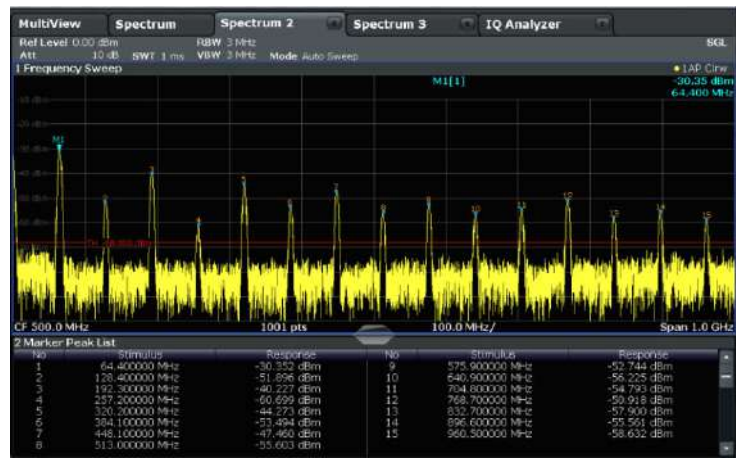 MultiView Spectrum Spectrum 2 Spectrum 3 IQ Analyzer
Ref Level 0.00 dBm RBW 3 MHz SGL
Att 10 dB SWT 1 ms VBW 3 MHz Mode Auto Sweep
1 Frequency Sweep 1AP Clrw
M1[1] -30.35 dBm
64.400 MHz
M1
CF 500.0 MHz 1001 pts 100.0 MHz/ Span 1.0 GHz
2 Marker Peak List
No Stimulus Response No Stimulus Response
1 64.400000 MHz -30.352 dBm 9 575.900000 MHz -52.744 dBm
2 128.400000 MHz -51.896 dBm 10 640.900000 MHz -56.225 dBm
3 192.300000 MHz -40.227 dBm 11 704.800000 MHz -54.793 dBm
4 257.200000 MHz -60.699 dBm 12 768.700000 MHz -50.918 dBm
5 320.200000 MHz -44.273 dBm 13 832.700000 MHz -57.900 dBm
6 384.100000 MHz -53.494 dBm 14 896.600000 MHz -55.561 dBm
7 448.100000 MHz -47.460 dBm 15 960.500000 MHz -58.632 dBm
8 513.000000 MHz -55.603 dBm